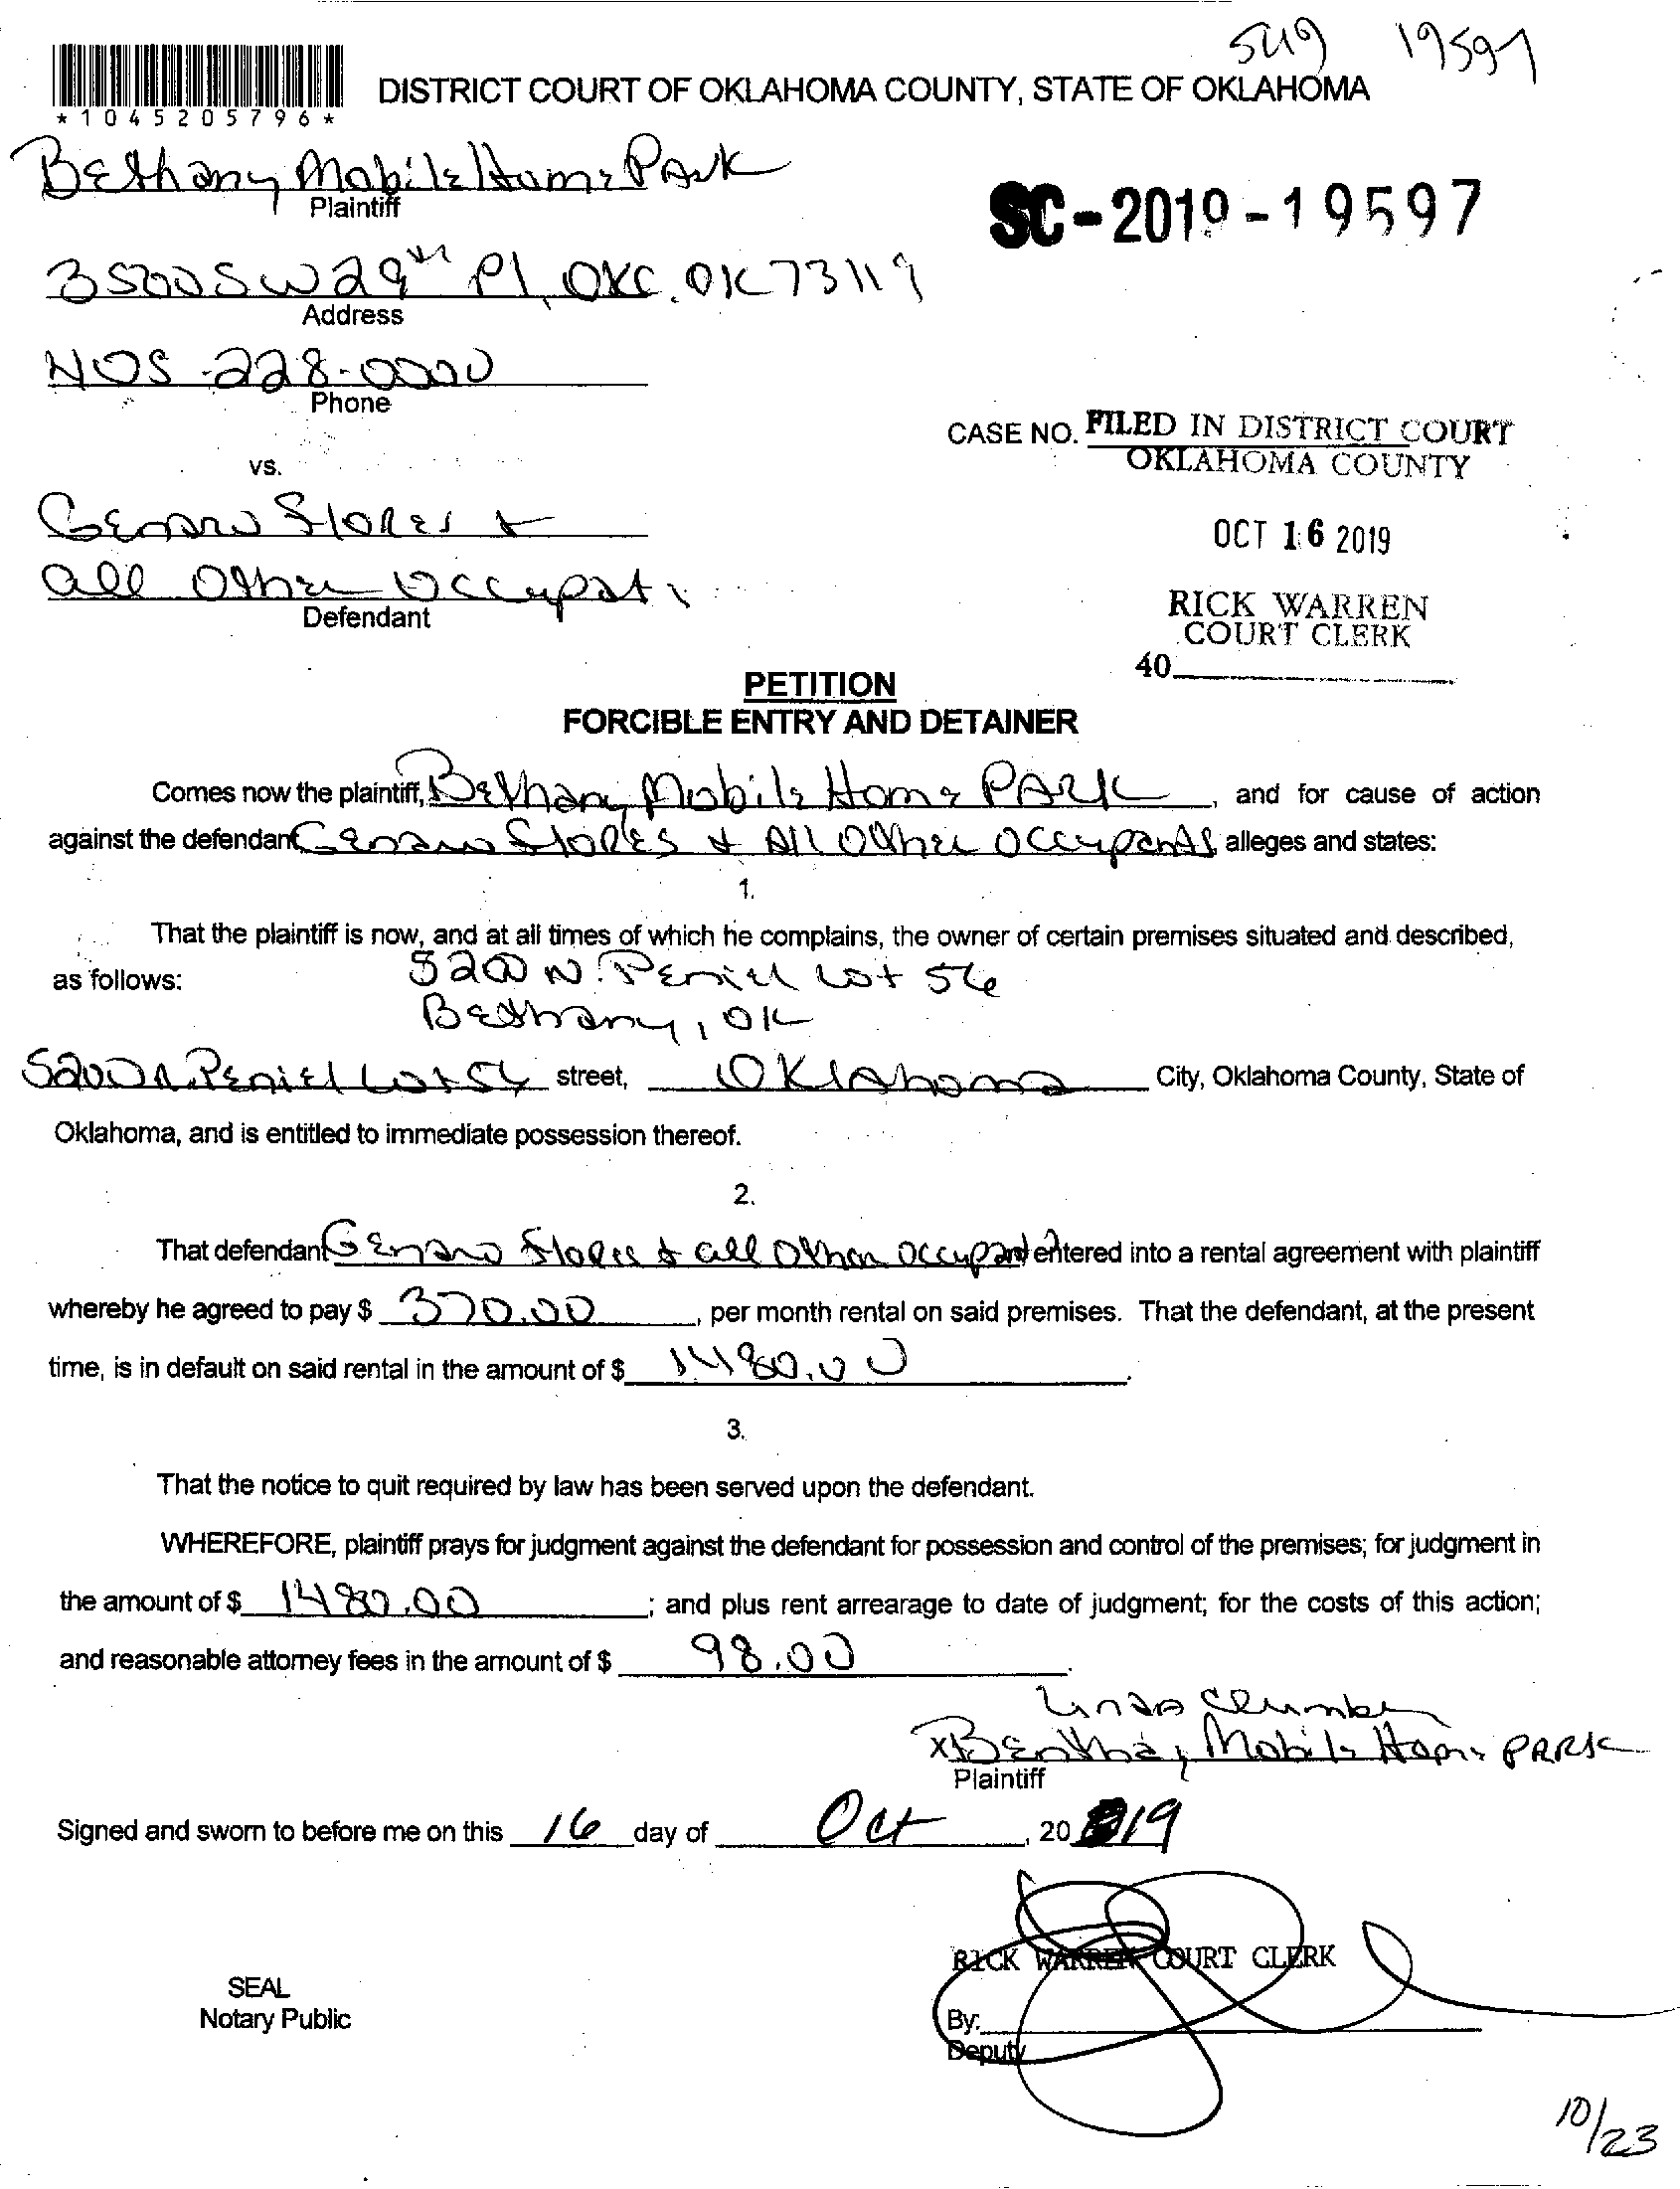 19597
DISTRICT COURT OF OKLAHOMA COUNTY, STATE OF OKLAHOMA
*1045205796*
Bethany Mobile Home Park
Plaintiff
SC-2019-19597
3500 SW 29th Pl, OKC, OK 73119
Address
405-228-0000
Phone
CASE NO. FILED IN DISTRICT COURT
OKLAHOMA COUNTY
vs.
Genaro Flores &
OCT 16 2019
all Other Occupat
Defendant
RICK WARREN
COURT CLERK
40
PETITION
FORCIBLE ENTRY AND DETAINER
Comes now the plaintiff, Bethany Mobile Home PARK, and for cause of action
against the defendant Genaro Flores & All Other Occupants alleges and states:
1.
That the plaintiff is now, and at all times of which he complains, the owner of certain premises situated and described,
as follows: 5200 N. Peniel Lot 56
Bethany, OK
5200 N. Peniel Lot 56 street, Oklahoma City, Oklahoma County, State of
Oklahoma, and is entitled to immediate possession thereof.
2.
That defendant Genaro Flores & all Other Occupant entered into a rental agreement with plaintiff
whereby he agreed to pay $ 370.00, per month rental on said premises. That the defendant, at the present
time, is in default on said rental in the amount of $ 1480.00.
3.
That the notice to quit required by law has been served upon the defendant.
WHEREFORE, plaintiff prays for judgment against the defendant for possession and control of the premises; for judgment in
the amount of $ 1480.00; and plus rent arrearage to date of judgment; for the costs of this action;
and reasonable attorney fees in the amount of $ 98.00.
Linda
x Bethany Mobile Home PARK
Plaintiff
Signed and sworn to before me on this 16 day of Oct, 2019
RICK WARREN COURT CLERK
SEAL
Notary Public
By:
Deputy
10/23